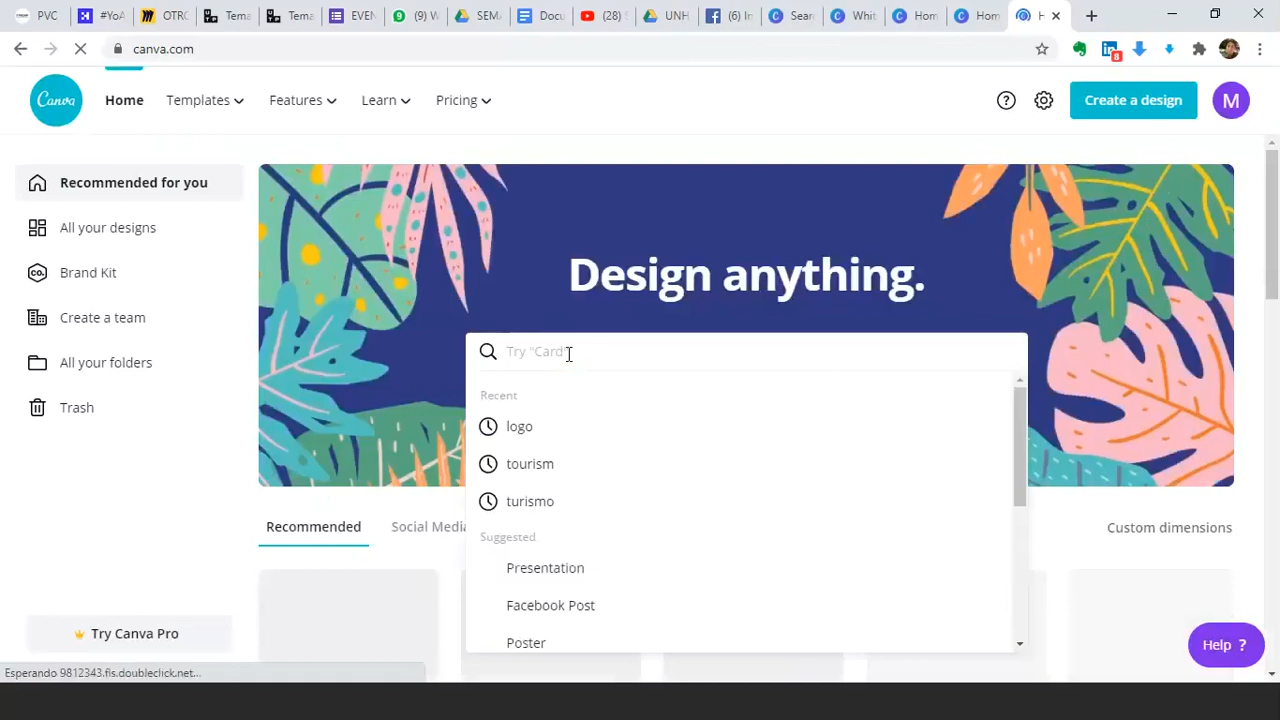 PVC
#YoA
OTRO
Tema
Tema
EVEN
(9) W
SEMA
Docu
(28) S
UNH
(6) In
Sear
Whit
Hom
Hom
H
canva.com
8
Canva
Home
Templates
Features
Learn
Pricing
Create a design
M
Recommended for you
All your designs
Brand Kit
Create a team
All your folders
Trash
Try Canva Pro
Design anything.
Try "Card"
Recent
logo
tourism
turismo
Suggested
Presentation
Facebook Post
Poster
Recommended
Social Media
Custom dimensions
Help ?
Esperando 9812343.fls.doubleclick.net...